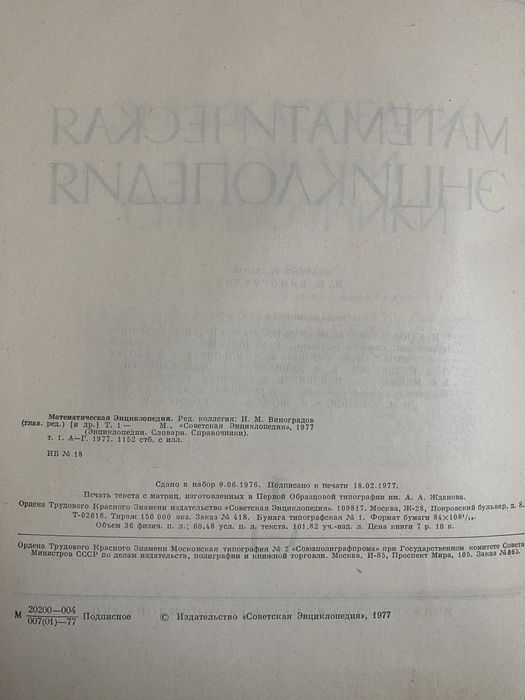 МАТЕМАТИЧЕСКАЯ
ЭНЦИКЛОПЕДИЯ
Математическая Энциклопедия. Ред. коллегия: И. М. Виноградов
(глав. ред.) [и др.] Т. 1 — М., «Советская Энциклопедия», 1977
(Энциклопедии. Словари. Справочники).
т. 1. А—Г. 1977. 1152 стб. с илл.
ИБ № 18
Сдано в набор 9.06.1976. Подписано к печати 18.02.1977.
Печать текста с матриц, изготовленных в Первой Образцовой типографии им. А. А. Жданова.
Ордена Трудового Красного Знамени издательство «Советская Энциклопедия». 109817. Москва, Ж-28, Покровский бульвар, д. 8.
Т-02616. Тираж 150 000 экз. Заказ № 418. Бумага типографская № 1. Формат бумаги 84×108¹/₁₆.
Объем 36 физич. п. л.; 60,48 усл. п. л. текста. 101,82 уч.-изд. л. Цена книги 7 р. 10 к.
Ордена Трудового Красного Знамени Московская типография № 2 «Союзполиграфпрома» при Государственном комитете Совета
Министров СССР по делам издательств, полиграфии и книжной торговли. Москва, И-85, Проспект Мира, 105. Заказ № 865.
М 20200—004
007(01)—77 Подписное © Издательство «Советская Энциклопедия», 1977